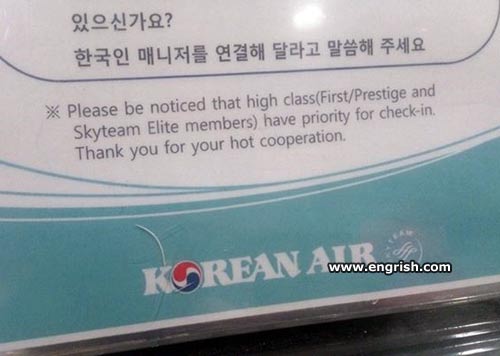 있으신가요?
한국인 매니저를 연결해 달라고 말씀해 주세요
※ Please be noticed that high class(First/Prestige and
Skyteam Elite members) have priority for check-in.
Thank you for your hot cooperation.
KOREAN AIR
www.engrish.com